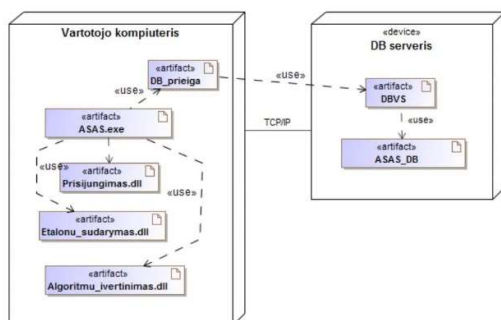 Vartotojo kompiuteris
«artifact»
DB_prieiga
«use»
«artifact»
ASAS.exe
«use»
«artifact»
Prisijungimas.dll
«use»
«artifact»
Etalonu_sudarymas.dll
«artifact»
Algoritmu_ivertinimas.dll
«use»
TCP/IP
«device»
DB serveris
«artifact»
DBVS
«use»
«artifact»
ASAS_DB